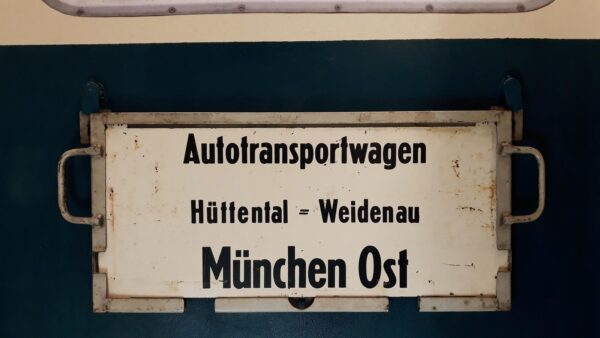 Autotransportwagen
Hüttental = Weidenau
München Ost